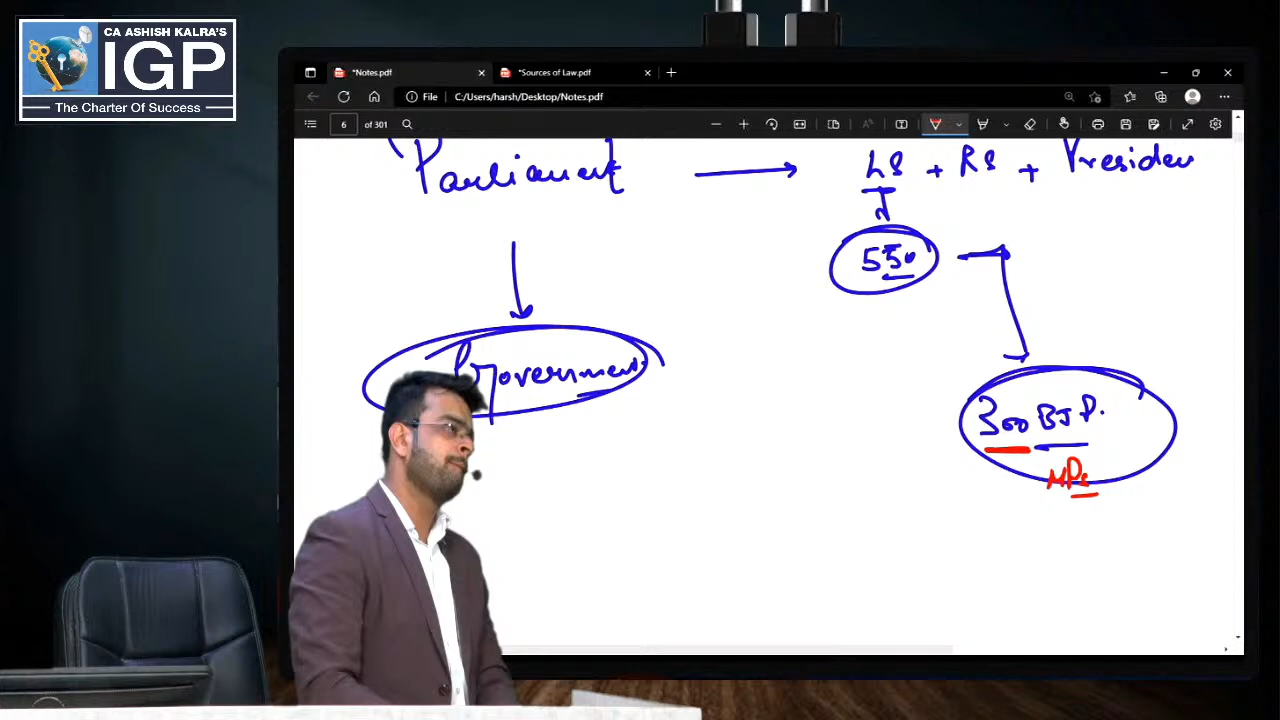 CA ASHISH KALRA'S
IGP
The Charter Of Success
*Notes.pdf
*Sources of Law.pdf
File C:/Users/harsh/Desktop/Notes.pdf
6 of 301
Parliament LS + RS + Presiden
550
Government
300 BJP.
MPs